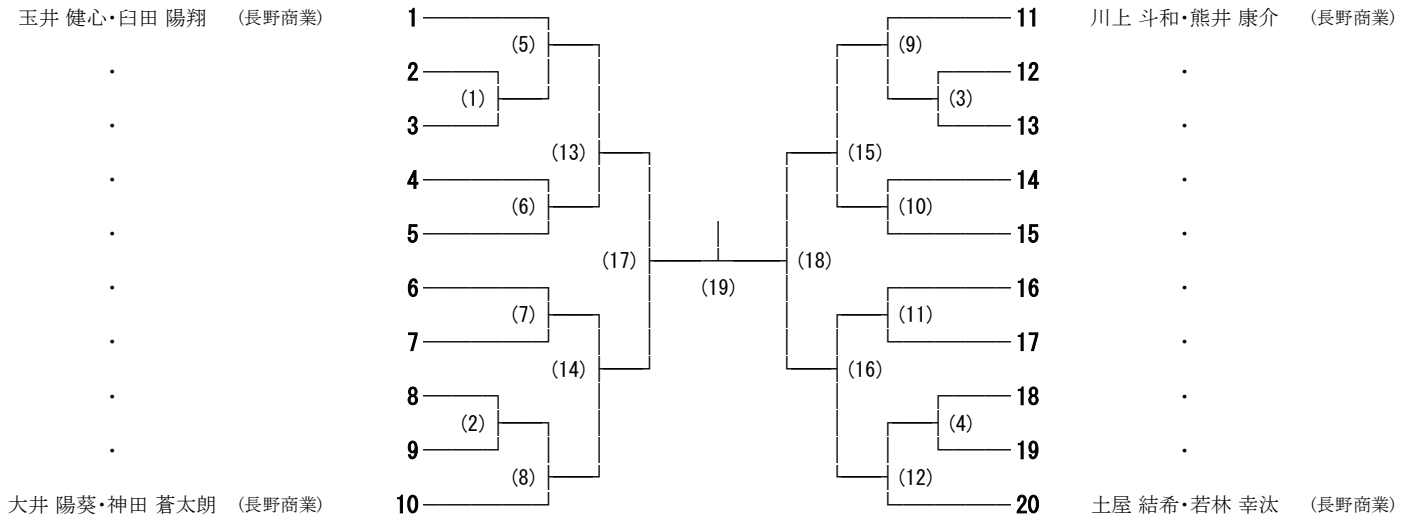 玉井 健心・臼田 陽翔 (長野商業) 1 11 川上 斗和・熊井 康介 (長野商業)
(5) (9)
・ 2 12 ・
(1) (3)
・ 3 13 ・
(13) (15)
・ 4 14 ・
(6) (10)
・ 5 15 ・
(17) (18)
・ 6 (19) 16 ・
(7) (11)
・ 7 17 ・
(14) (16)
・ 8 18 ・
(2) (4)
・ 9 19 ・
(8) (12)
大井 陽葵・神田 蒼太朗 (長野商業) 10 20 土屋 結希・若林 幸汰 (長野商業)